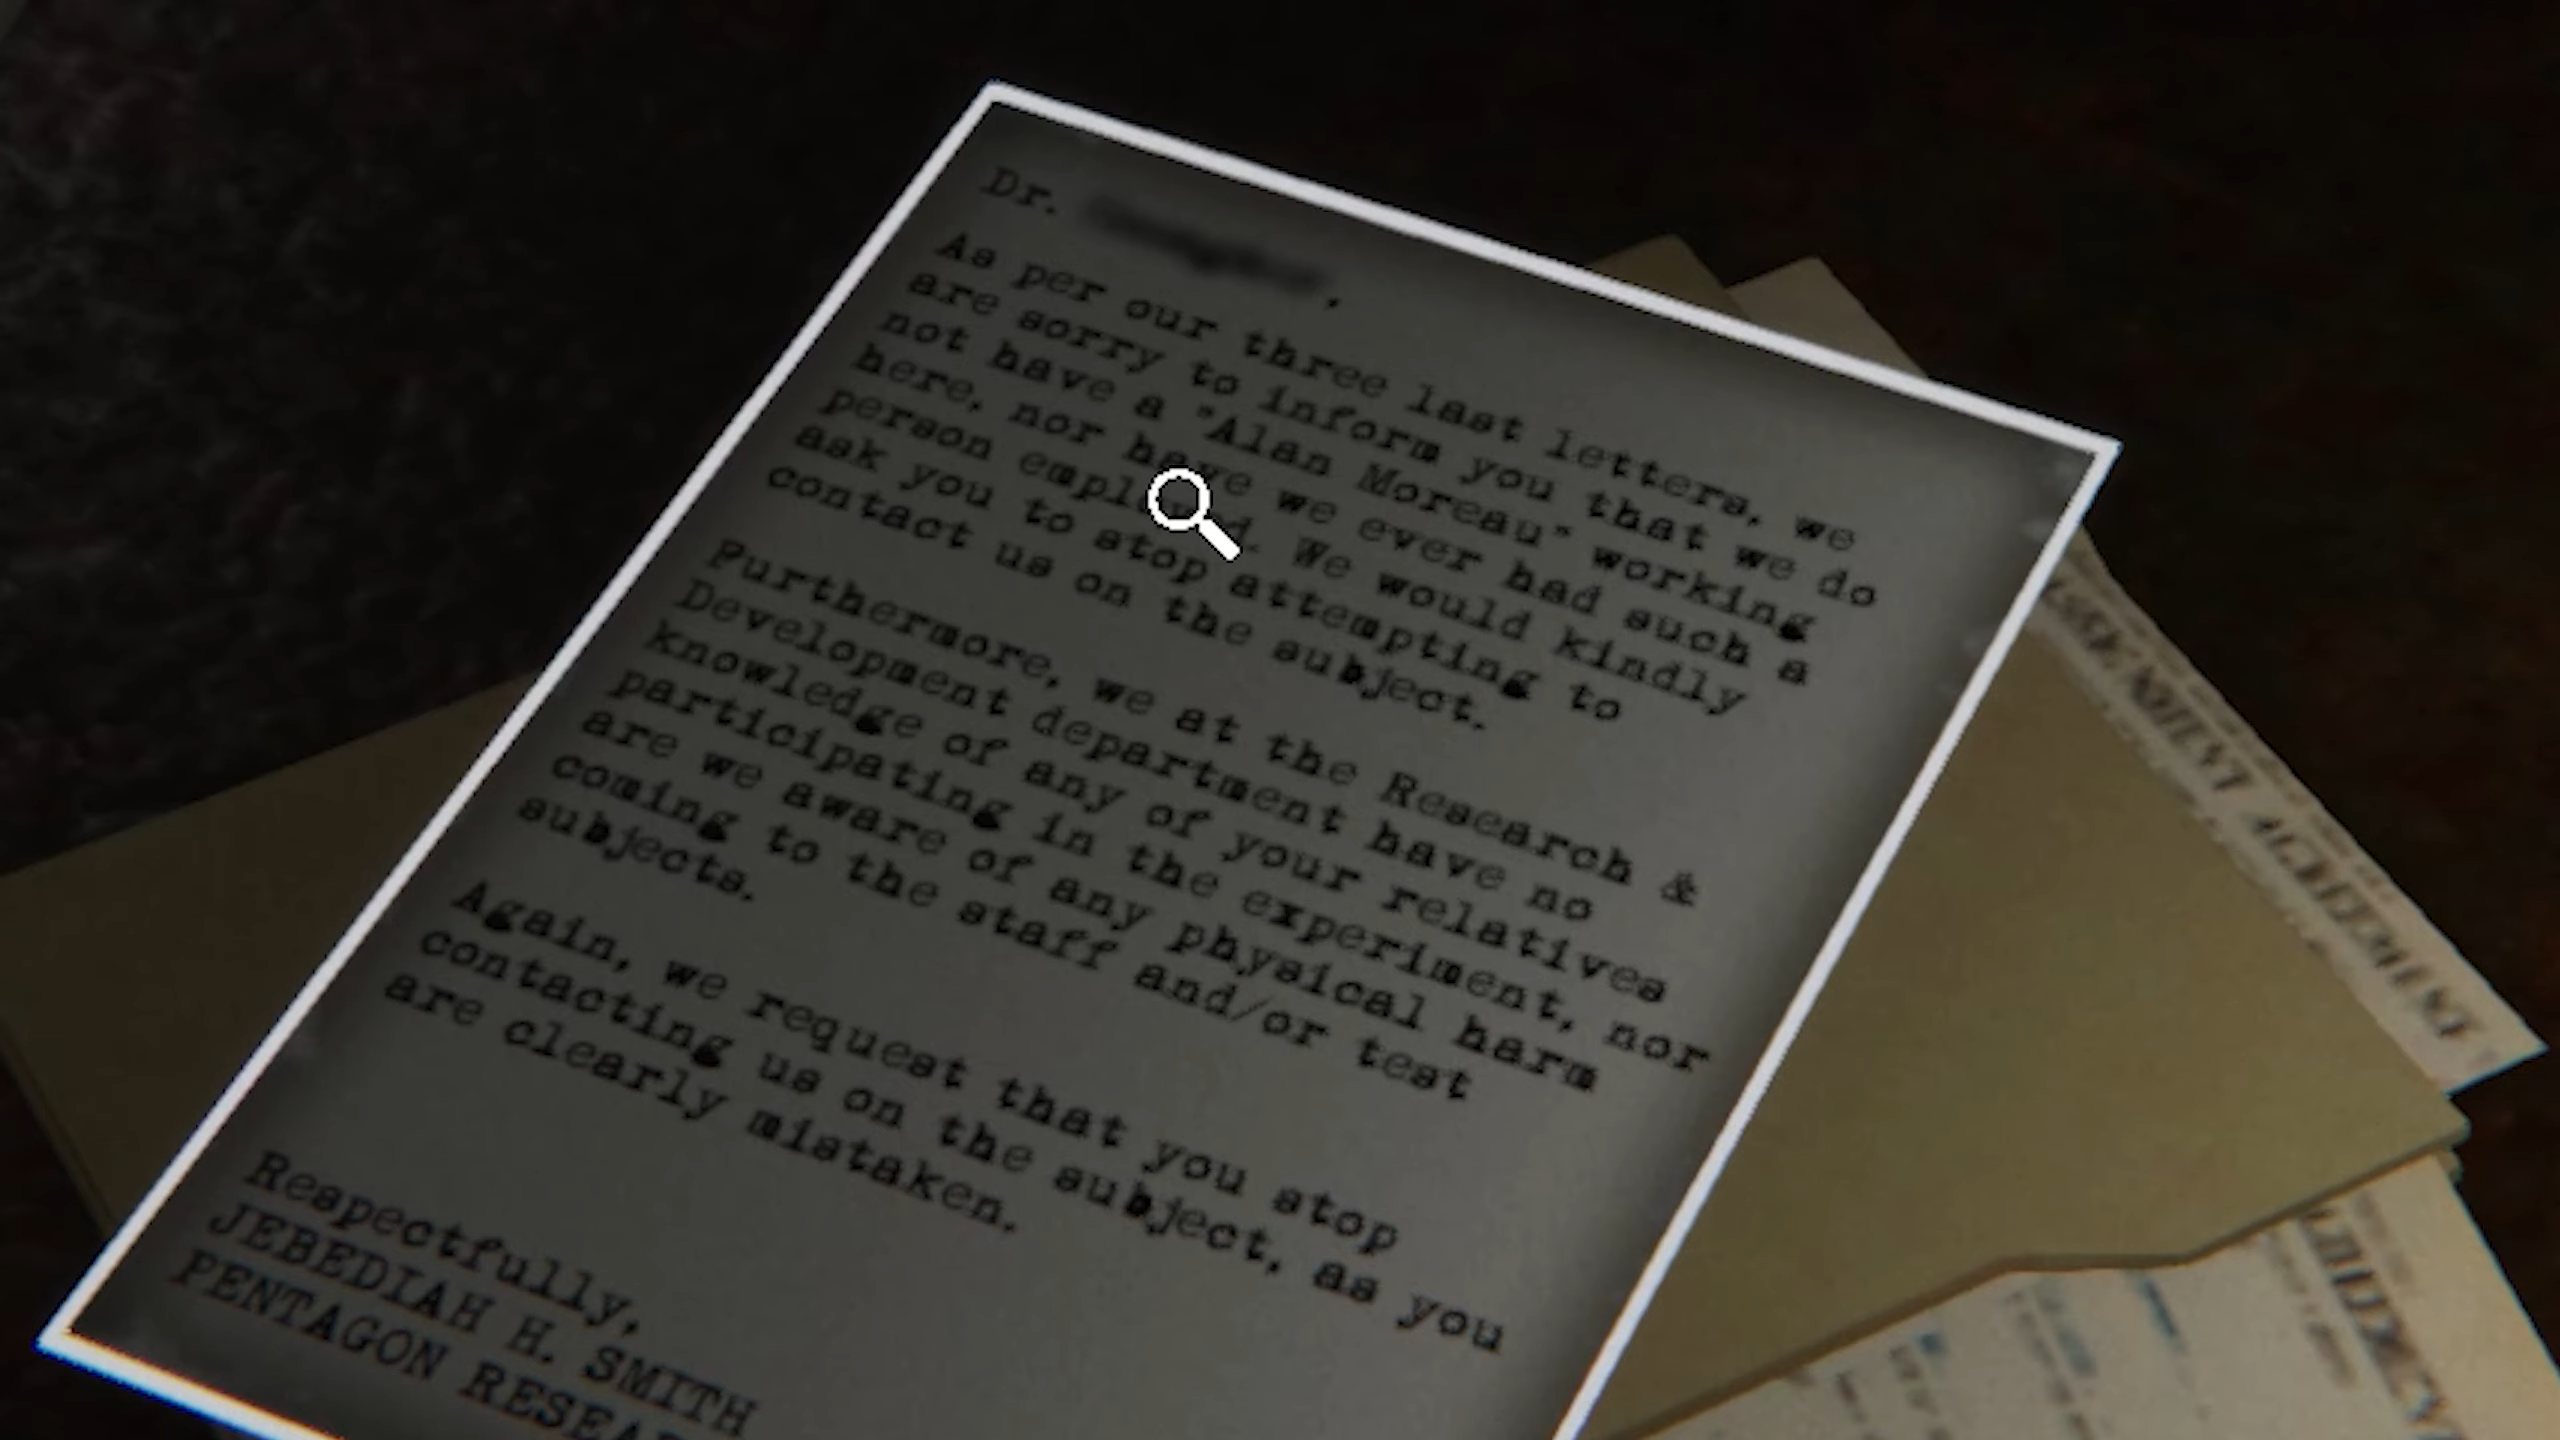 Dr.          ,
As per our three last letters, we
are sorry to inform you that we do
not have a "Alan Moreau" working
here, nor have we ever had such a
person employed. We would kindly
ask you to stop attempting to
contact us on the subject.
Furthermore, we at the Research &
Development department have no
knowledge of any of your relatives
participating in the experiment, nor
are we aware of any physical harm
coming to the staff and/or test
subjects.
Again, we request that you stop
contacting us on the subject, as you
are clearly mistaken.
Respectfully,
JEBEDIAH H. SMITH
PENTAGON